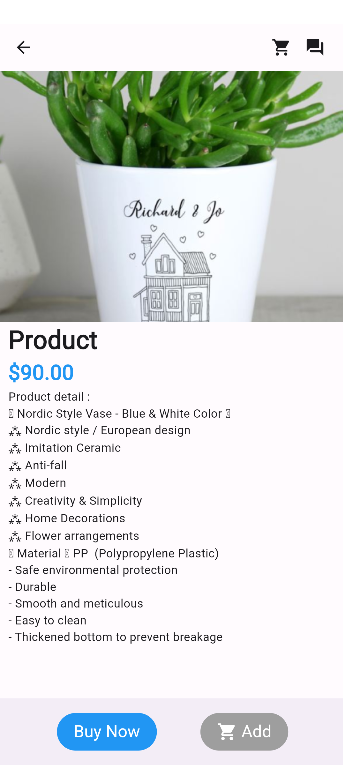 Richard & Jo
Product
$90.00
Product detail :
Nordic Style Vase - Blue & White Color
⁂ Nordic style / European design
⁂ Imitation Ceramic
⁂ Anti-fall
⁂ Modern
⁂ Creativity & Simplicity
⁂ Home Decorations
⁂ Flower arrangements
Material PP (Polypropylene Plastic)
- Safe environmental protection
- Durable
- Smooth and meticulous
- Easy to clean
- Thickened bottom to prevent breakage
Buy Now
Add